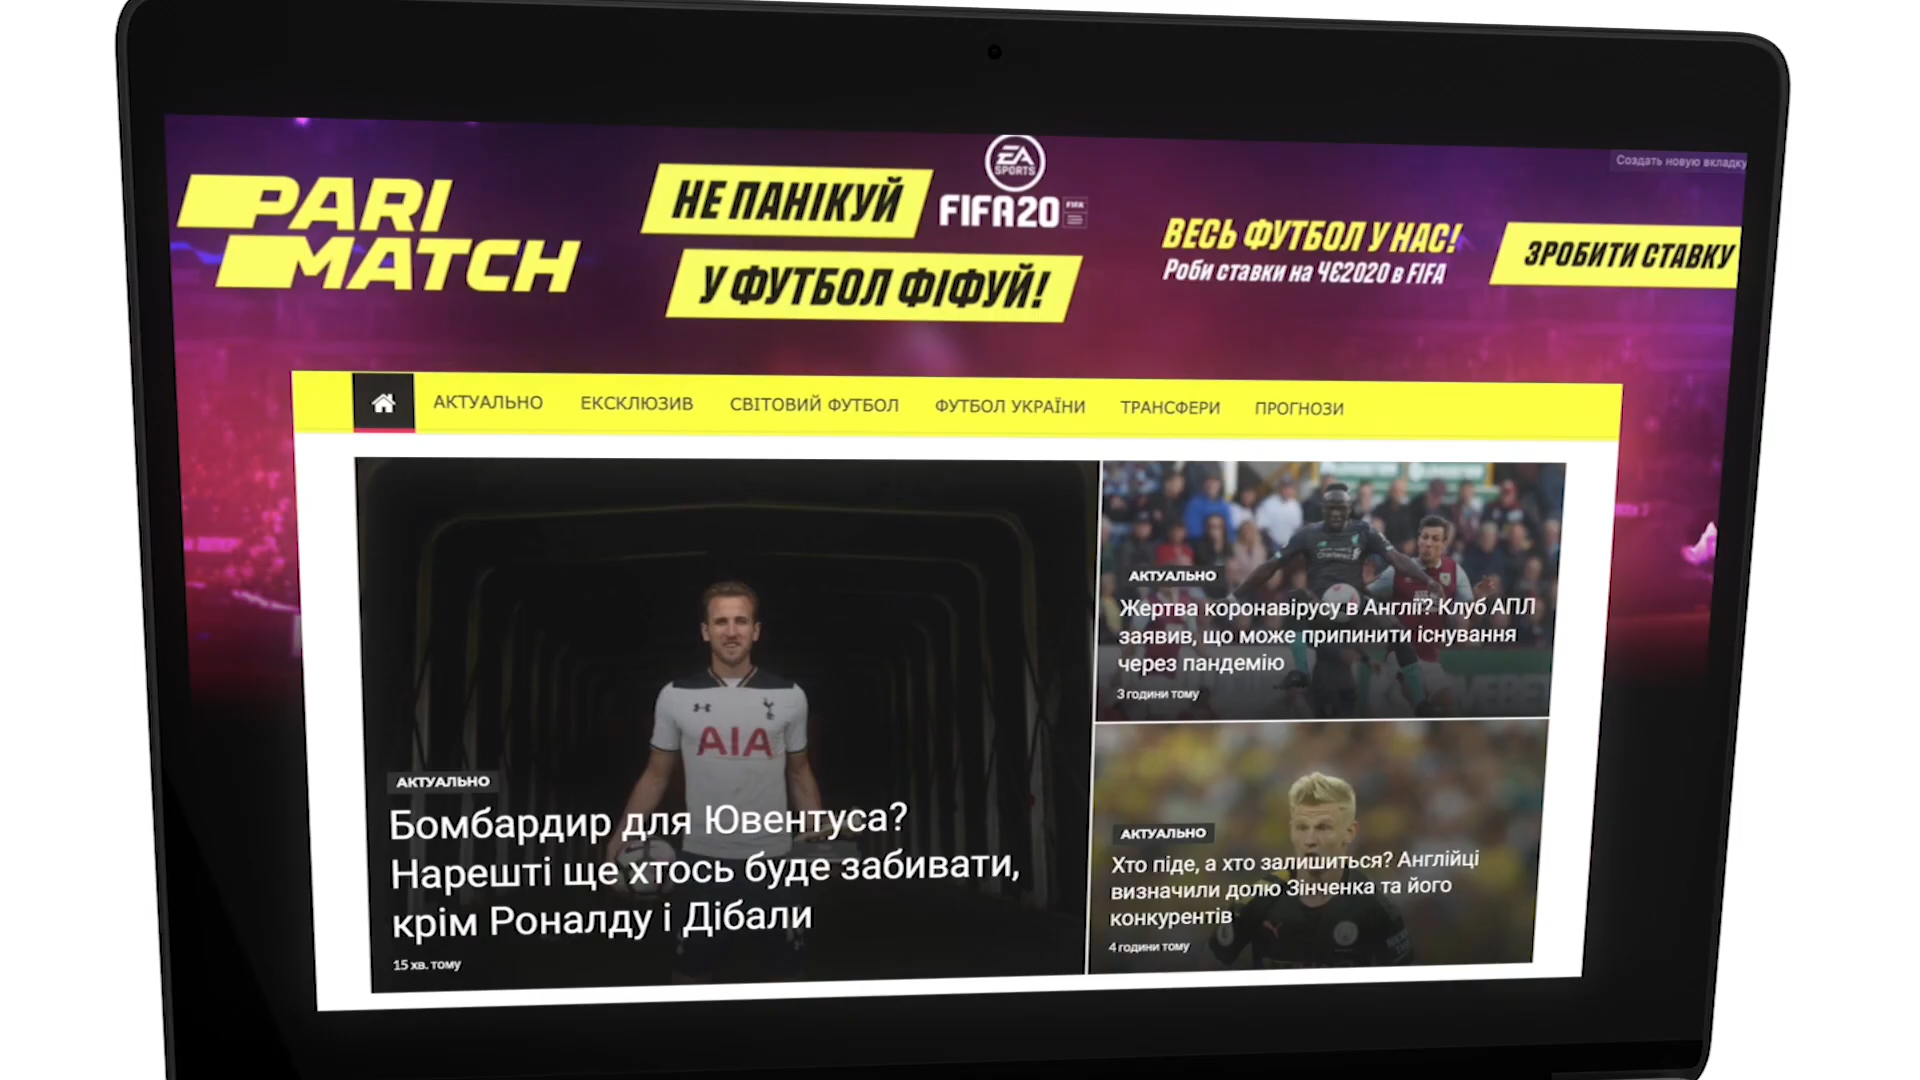 Создать новую вкладку
PARI
MATCH
НЕ ПАНІКУЙ
У ФУТБОЛ ФІФУЙ!
EA
SPORTS
FIFA20
FIFA
ВЕСЬ ФУТБОЛ У НАС!
Роби ставки на ЧЄ2020 в FIFA
ЗРОБИТИ СТАВКУ
АКТУАЛЬНО ЕКСКЛЮЗИВ СВІТОВИЙ ФУТБОЛ ФУТБОЛ УКРАЇНИ ТРАНСФЕРИ ПРОГНОЗИ
AIA
АКТУАЛЬНО
Бомбардир для Ювентуса?
Нарешті ще хтось буде забивати,
крім Роналду і Дібали
15 хв. тому
АКТУАЛЬНО
Жертва коронавірусу в Англії? Клуб АПЛ
заявив, що може припинити існування
через пандемію
3 години тому
АКТУАЛЬНО
Хто піде, а хто залишиться? Англійці
визначили долю Зінченка та його
конкурентів
4 години тому